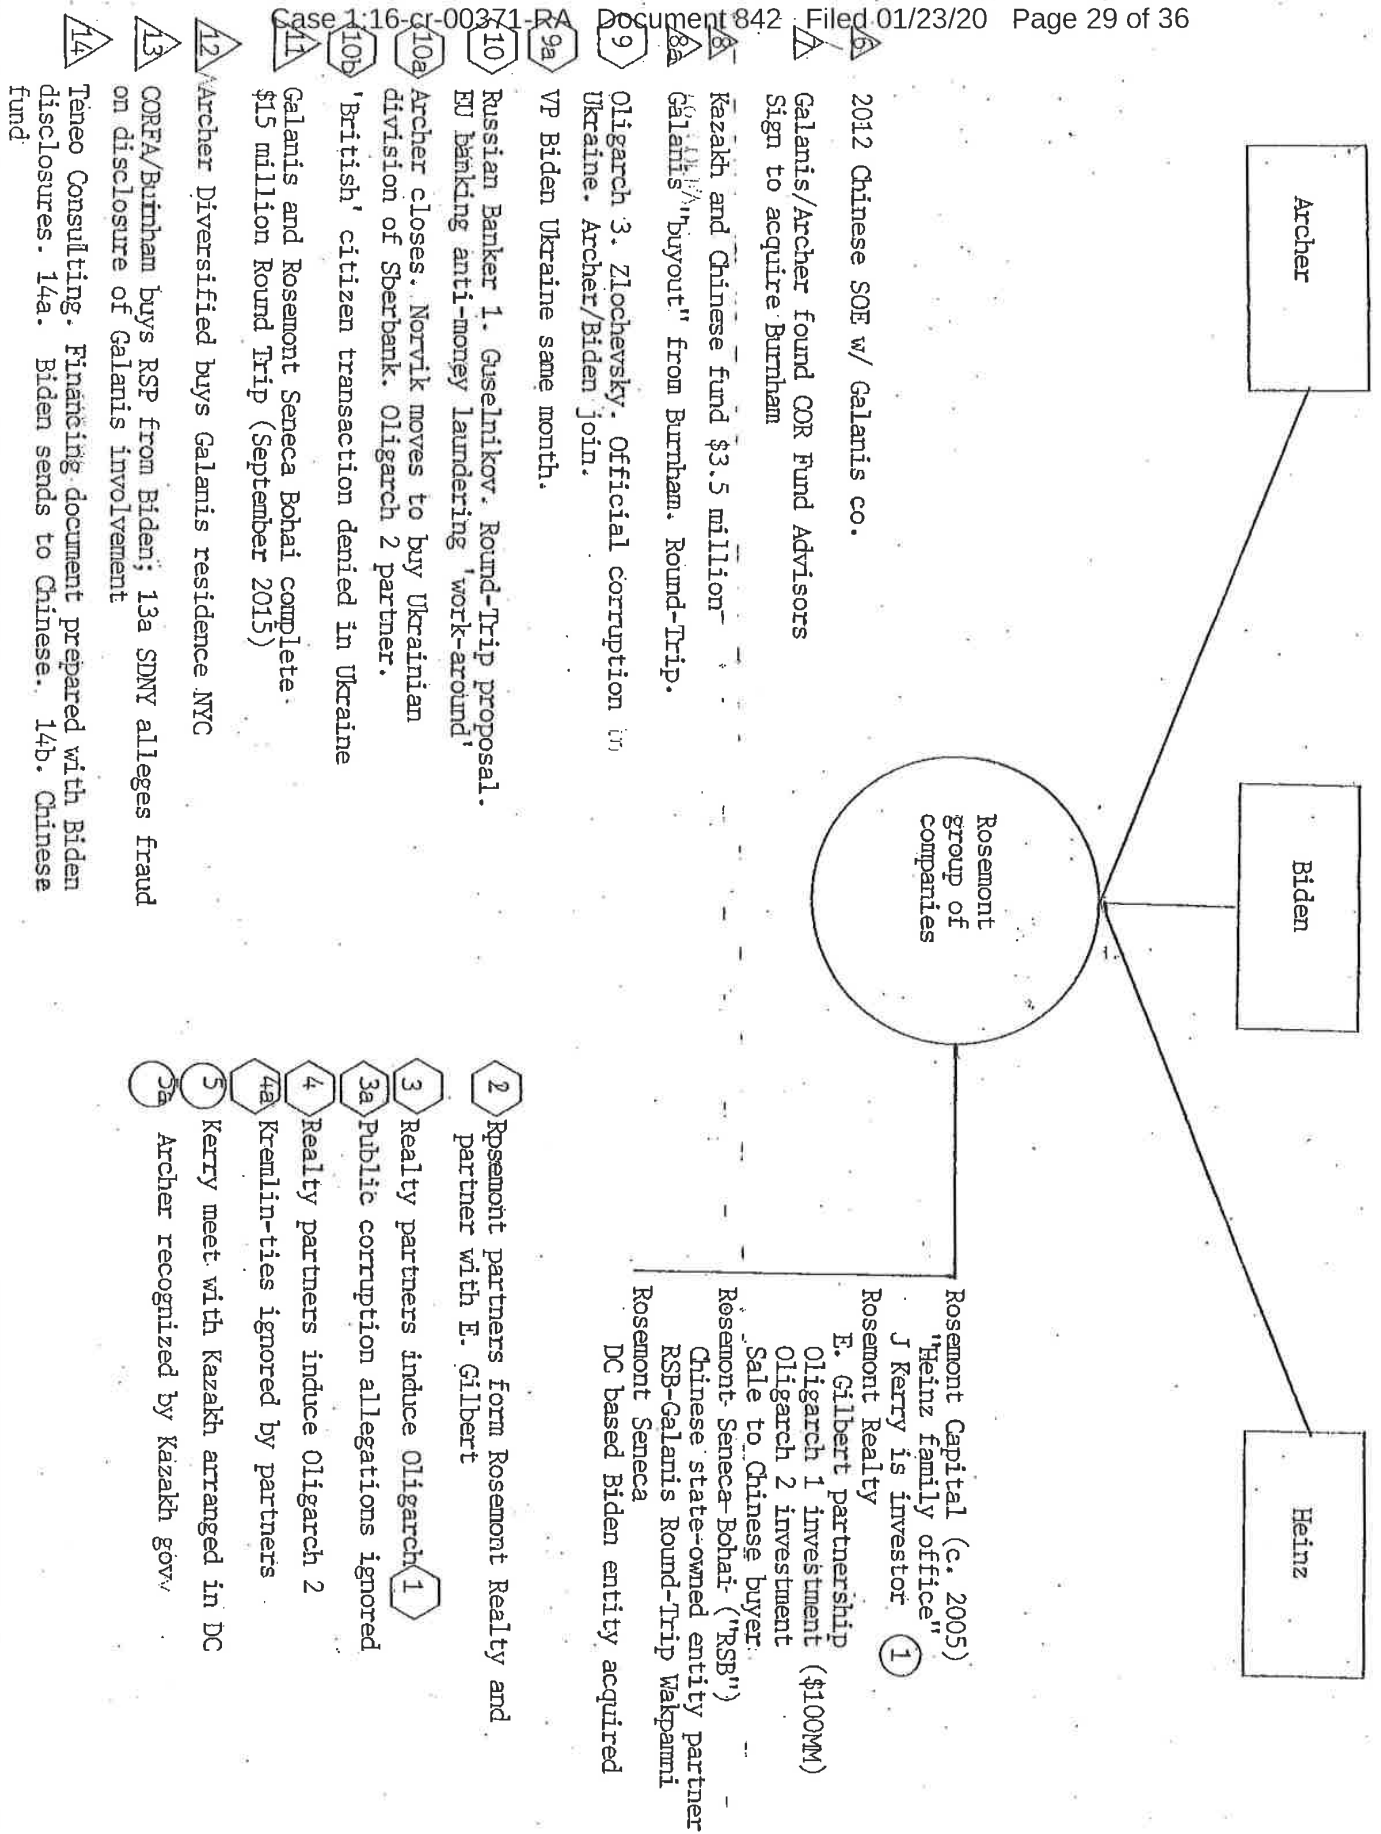 Case 1:16-cr-00371-RA Document 842 Filed 01/23/20 Page 29 of 36
Archer
Biden
Heinz
Rosemont
group of
companies
Rosemont Capital (c. 2005)
"Heinz family office"
J Kerry is investor 1
Rosemont Realty
E. Gilbert partnership
Oligarch 1 investment ($100MM)
Oligarch 2 investment
Sale to Chinese buyer
Rosemont Seneca Bohai ("RSB")
Chinese state-owned entity partner
RSB-Galanis Round-Trip Wakpamni
Rosemont Seneca
DC based Biden entity acquired
2 Rosemont partners form Rosemont Realty and
partner with E. Gilbert
3 Realty partners induce Oligarch 1
3a Public corruption allegations ignored
4 Realty partners induce Oligarch 2
4a Kremlin-ties ignored by partners
5 Kerry meet with Kazakh arranged in DC
5a Archer recognized by Kazakh gov
6 2012 Chinese SOE w/ Galanis co.
7 Galanis/Archer found COR Fund Advisors
Sign to acquire Burnham
8 Kazakh and Chinese fund $3.5 million
8a Galanis "buyout" from Burnham. Round-Trip.
9 Oligarch 3. Zlochevsky. Official corruption in
Ukraine. Archer/Biden join.
9a VP Biden Ukraine same month.
10 Russian Banker 1. Guselnikov. Round-Trip proposal.
EU banking anti-money laundering 'work-around'
10a Archer closes. Norvik moves to buy Ukrainian
division of Sberbank. Oligarch 2 partner.
10b 'British' citizen transaction denied in Ukraine
11 Galanis and Rosemont Seneca Bohai complete
$15 million Round Trip (September 2015)
12 Archer Diversified buys Galanis residence NYC
13 CORFA/Burnham buys RSP from Biden; 13a SDNY alleges fraud
on disclosure of Galanis involvement
14 Teneo Consulting. Financing document prepared with Biden
disclosures. 14a. Biden sends to Chinese. 14b. Chinese
fund